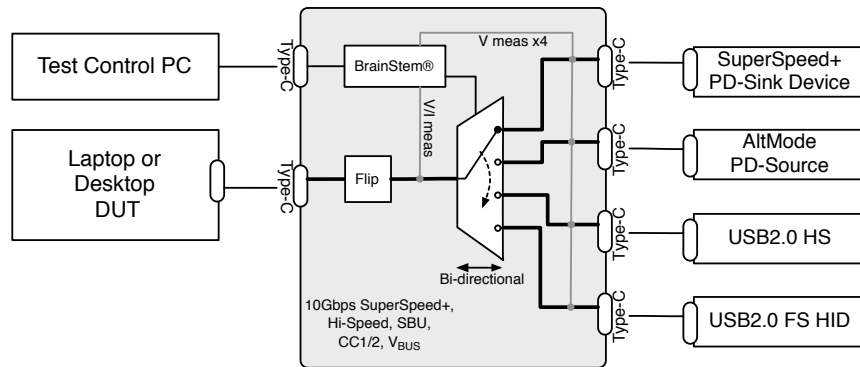 Test Control PC
Type-C
BrainStem®
V meas x4
V/I meas
Type-C
SuperSpeed+
PD-Sink Device
Laptop or
Desktop
DUT
Type-C
Flip
Type-C
AltMode
PD-Source
Type-C
USB2.0 HS
Bi-directional
10Gbps SuperSpeed+,
Hi-Speed, SBU,
CC1/2, VBUS
Type-C
USB2.0 FS HID